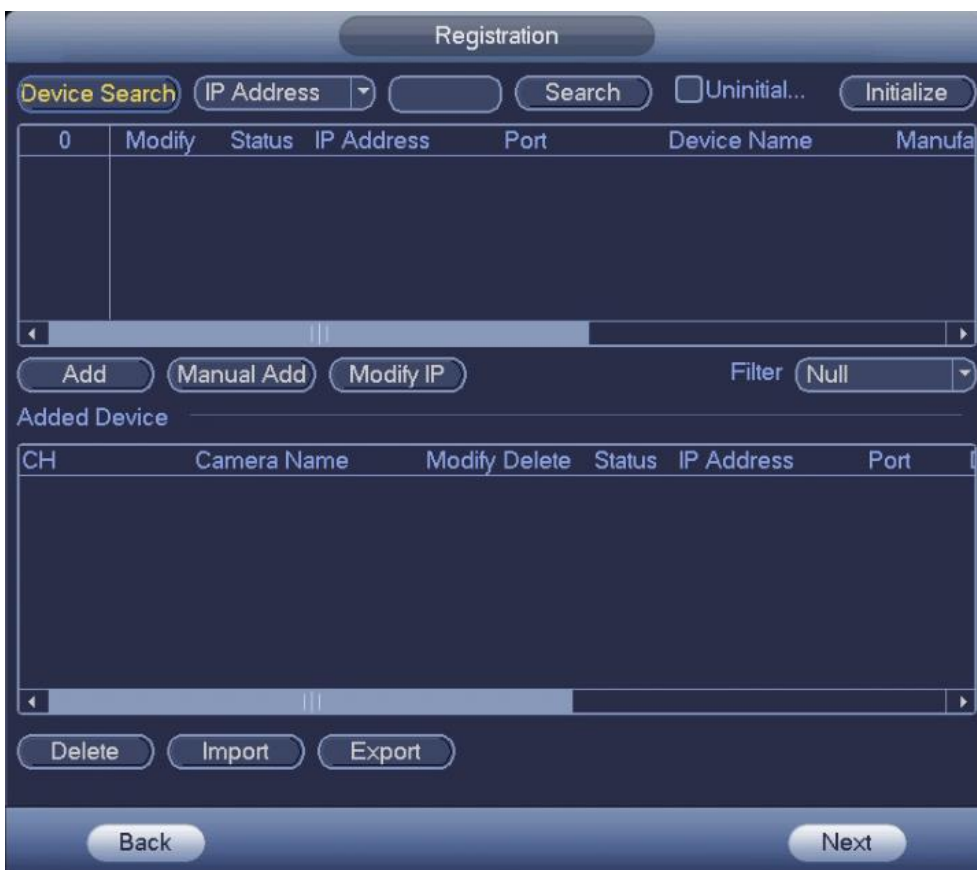 Registration
Device Search IP Address Search Uninitial... Initialize
0 Modify Status IP Address Port Device Name Manufa
Add Manual Add Modify IP Filter Null
Added Device
CH Camera Name Modify Delete Status IP Address Port
Delete Import Export
Back Next